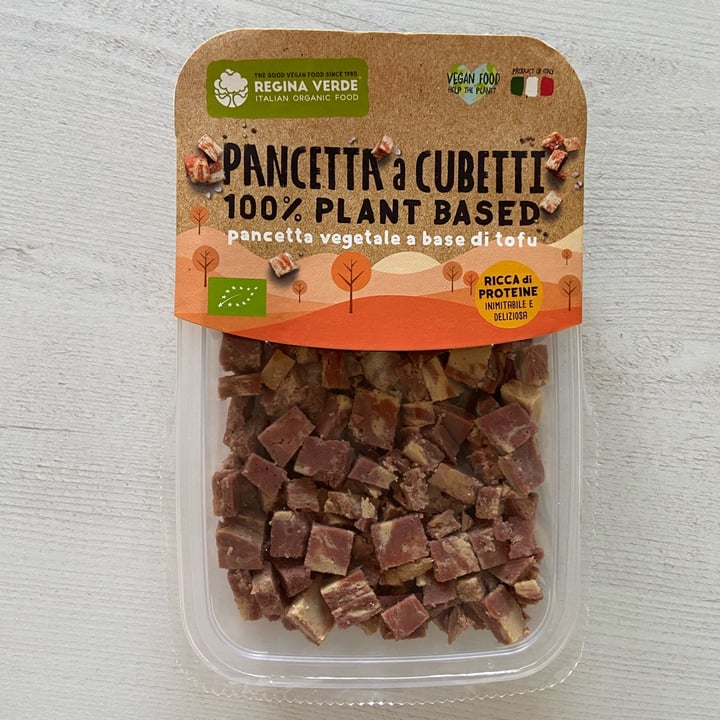 THE GOOD VEGAN FOOD SINCE 1985
REGINA VERDE
ITALIAN ORGANIC FOOD
VEGAN FOOD
HELP THE PLANET
PRODUCT OF ITALY
PANCETTA a CUBETTI
100% PLANT BASED
pancetta vegetale a base di tofu
RICCA di
PROTEINE
INIMITABILE E
DELIZIOSA